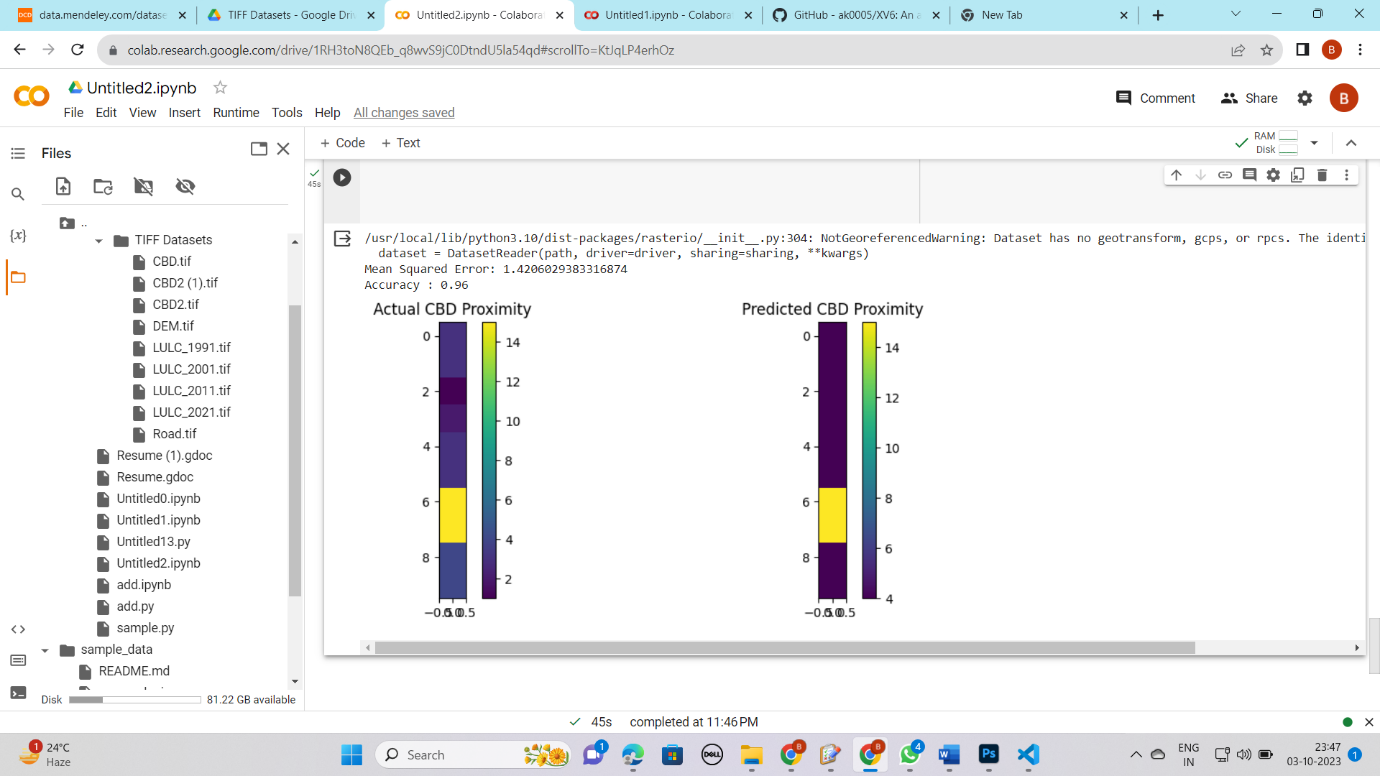 data.mendeley.com/datase
TIFF Datasets - Google Dri
Untitled2.ipynb - Colabora
Untitled1.ipynb - Colabora
GitHub - ak0005/XV6: An a
New Tab
colab.research.google.com/drive/1RH3toN8QEb_q8wvS9jC0DtndU5la54qd#scrollTo=KtJqLP4erhOz
B
CO
Untitled2.ipynb
File Edit View Insert Runtime Tools Help All changes saved
Comment
Share
B
Files
+ Code + Text
RAM
Disk
45s
..
TIFF Datasets
CBD.tif
CBD2 (1).tif
CBD2.tif
DEM.tif
LULC_1991.tif
LULC_2001.tif
LULC_2011.tif
LULC_2021.tif
Road.tif
Resume (1).gdoc
Resume.gdoc
Untitled0.ipynb
Untitled1.ipynb
Untitled13.py
Untitled2.ipynb
add.ipynb
add.py
sample.py
sample_data
README.md
Disk 81.22 GB available
{x}
/usr/local/lib/python3.10/dist-packages/rasterio/__init__.py:304: NotGeoreferencedWarning: Dataset has no geotransform, gcps, or rpcs. The identi
dataset = DatasetReader(path, driver=driver, sharing=sharing, **kwargs)
Mean Squared Error: 1.4206029383316874
Accuracy : 0.96
Actual CBD Proximity
0
2
4
6
8
14
12
10
8
6
4
2
Predicted CBD Proximity
0
2
4
6
8
14
12
10
8
6
4
45s completed at 11:46 PM
1
24°C
Haze
Search
1
DELL
B
B
4
ENG
IN
23:47
03-10-2023
1